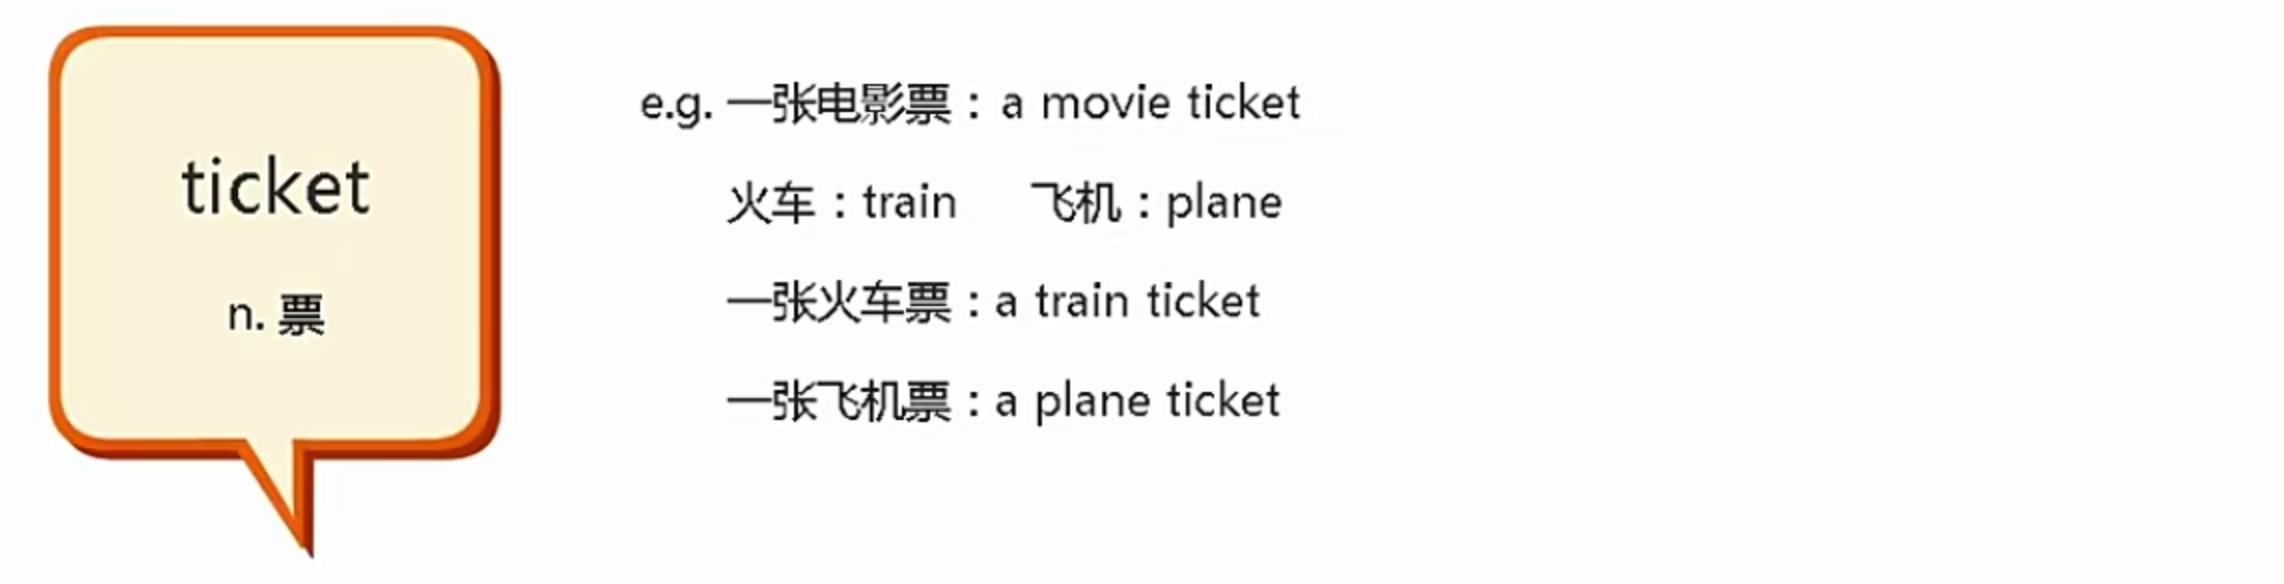 ticket
n. 票
e.g. 一张电影票：a movie ticket
火车：train 飞机：plane
一张火车票：a train ticket
一张飞机票：a plane ticket